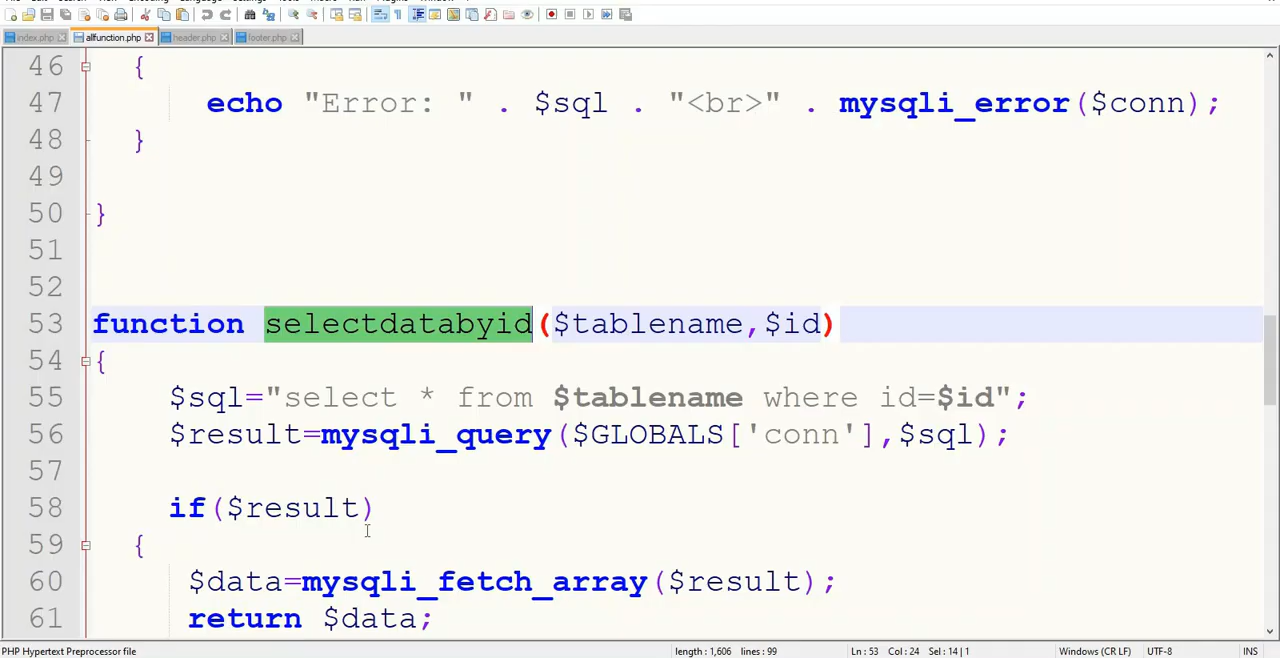 index.php allfunction.php header.php footer.php
46 {
47 echo "Error: " . $sql . "<br>" . mysqli_error($conn);
48 }
49
50 }
51
52
53 function selectdatabyid($tablename,$id)
54 {
55 $sql="select * from $tablename where id=$id";
56 $result=mysqli_query($GLOBALS['conn'],$sql);
57
58 if($result)
59 {
60 $data=mysqli_fetch_array($result);
61 return $data;
PHP Hypertext Preprocessor file length : 1,606 lines : 99 Ln : 53 Col : 24 Sel : 14 | 1 Windows (CR LF) UTF-8 INS